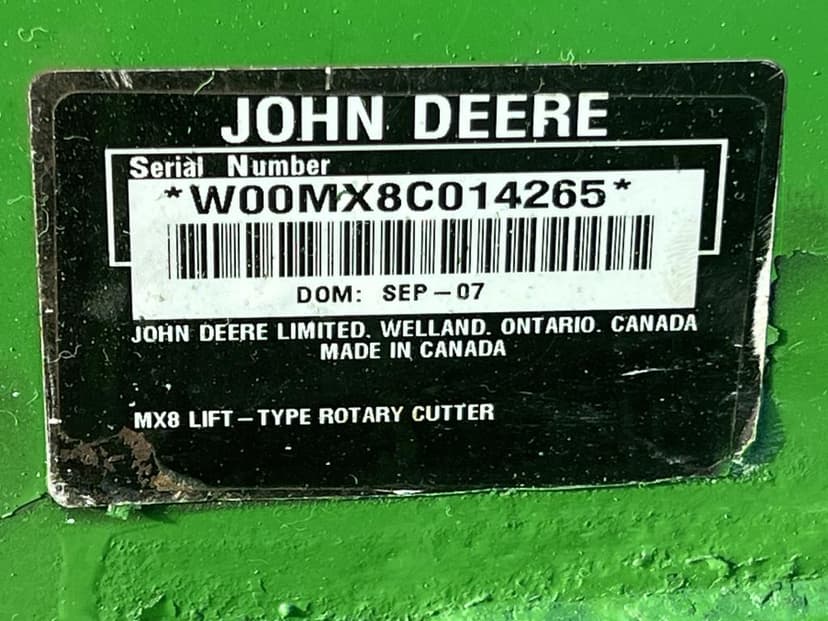 JOHN DEERE
Serial Number
*W00MX8C014265*
DOM: SEP-07
JOHN DEERE LIMITED. WELLAND. ONTARIO. CANADA
MADE IN CANADA
MX8 LIFT-TYPE ROTARY CUTTER